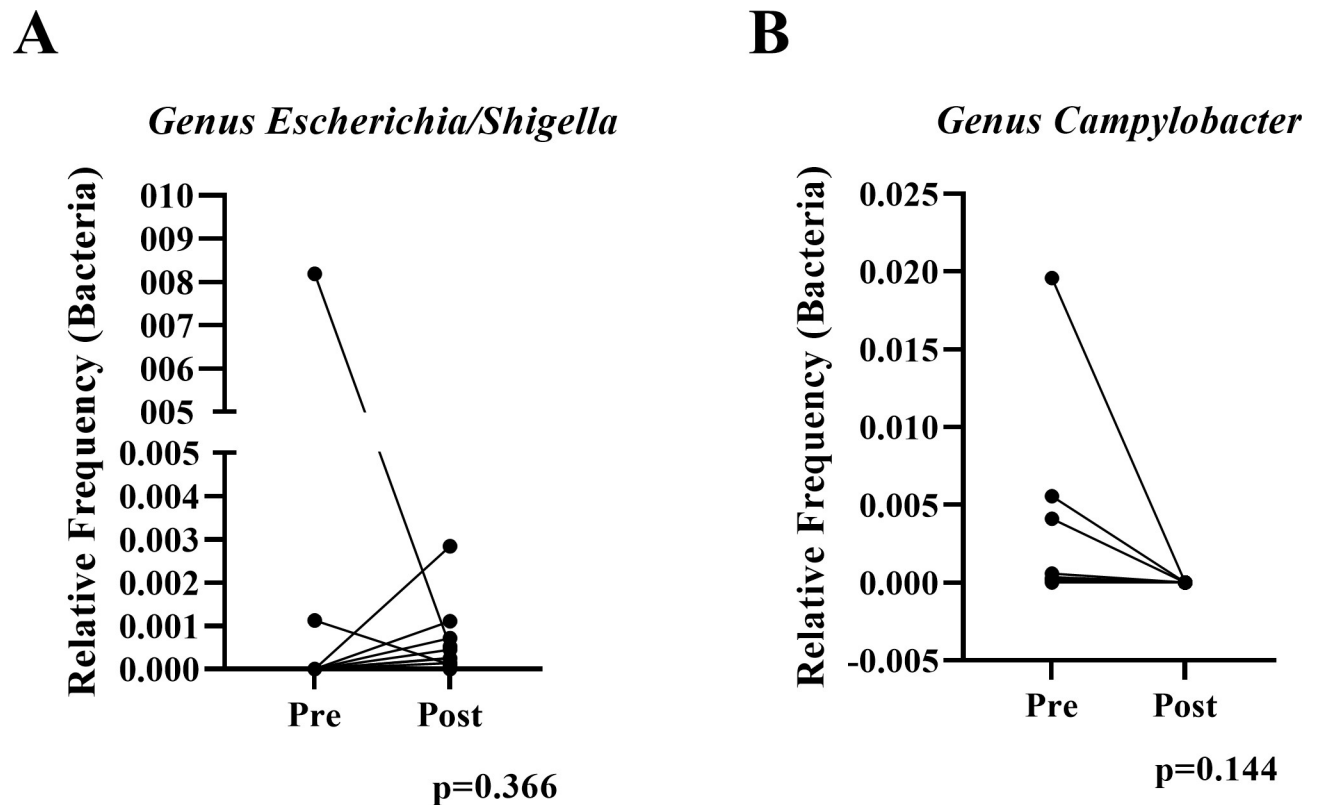 A
Genus Escherichia/Shigella
Relative Frequency (Bacteria)
010
009
008
007
006
005
0.005
0.004
0.003
0.002
0.001
0.000
Pre Post
p=0.366
B
Genus Campylobacter
Relative Frequency (Bacteria)
0.025
0.020
0.015
0.010
0.005
0.000
-0.005
Pre Post
p=0.144